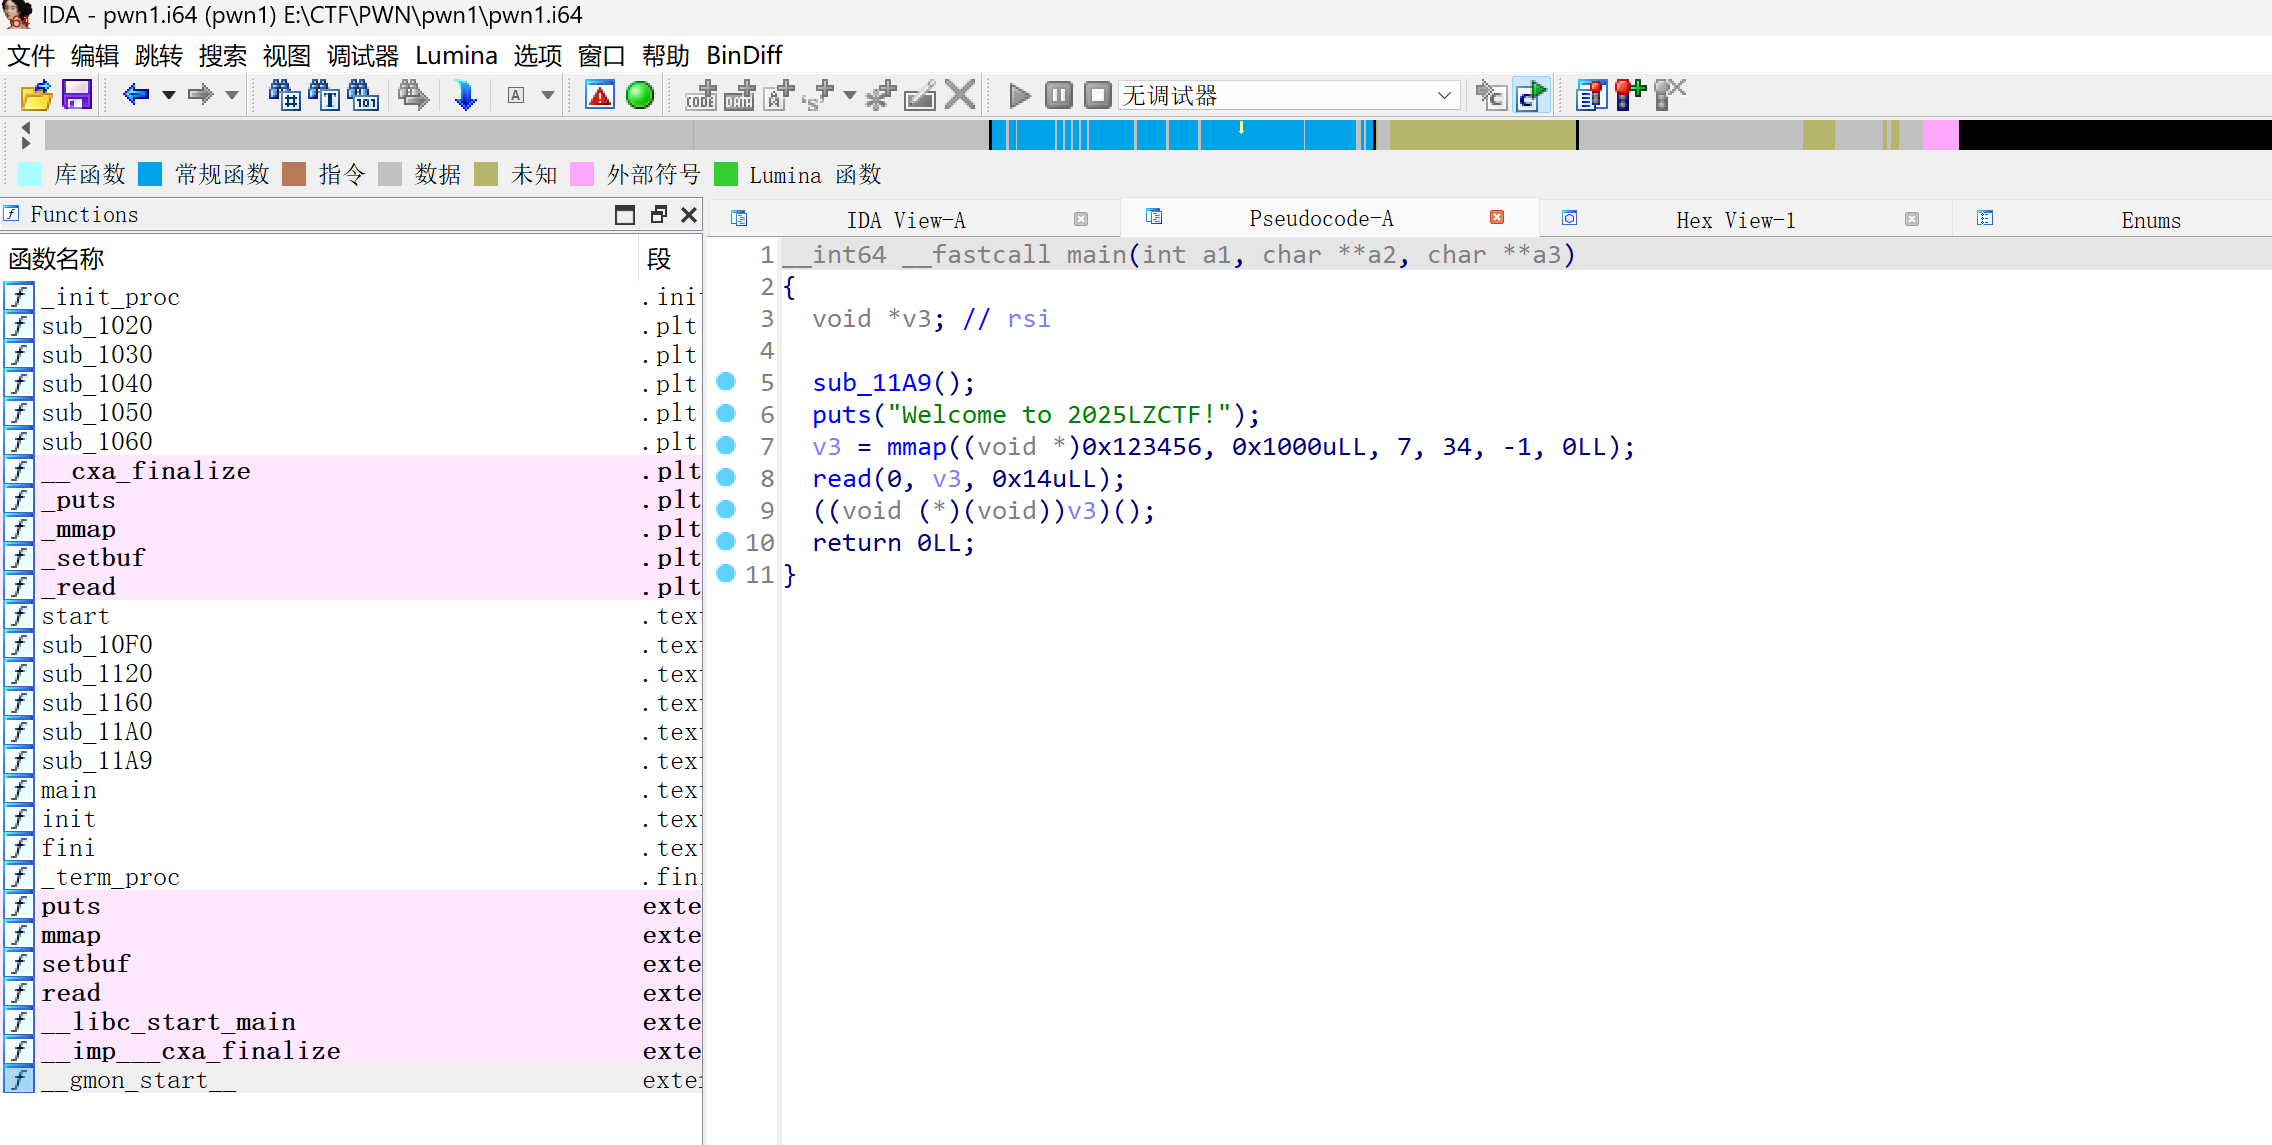 IDA - pwn1.i64 (pwn1) E:\CTF\PWN\pwn1\pwn1.i64
文件 编辑 跳转 搜索 视图 调试器 Lumina 选项 窗口 帮助 BinDiff
无调试器
库函数 常规函数 指令 数据 未知 外部符号 Lumina 函数
Functions
函数名称 段
_init_proc .ini
sub_1020 .plt
sub_1030 .plt
sub_1040 .plt
sub_1050 .plt
sub_1060 .plt
__cxa_finalize .plt
_puts .plt
_mmap .plt
_setbuf .plt
_read .plt
start .tex
sub_10F0 .tex
sub_1120 .tex
sub_1160 .tex
sub_11A0 .tex
sub_11A9 .tex
main .tex
init .tex
fini .tex
_term_proc .fin
puts exte
mmap exte
setbuf exte
read exte
__libc_start_main exte
__imp___cxa_finalize exte
__gmon_start__ exte
IDA View-A Pseudocode-A Hex View-1 Enums
1 __int64 __fastcall main(int a1, char **a2, char **a3)
2 {
3 void *v3; // rsi
4
5 sub_11A9();
6 puts("Welcome to 2025LZCTF!");
7 v3 = mmap((void *)0x123456, 0x1000uLL, 7, 34, -1, 0LL);
8 read(0, v3, 0x14uLL);
9 ((void (*)(void))v3)();
10 return 0LL;
11 }